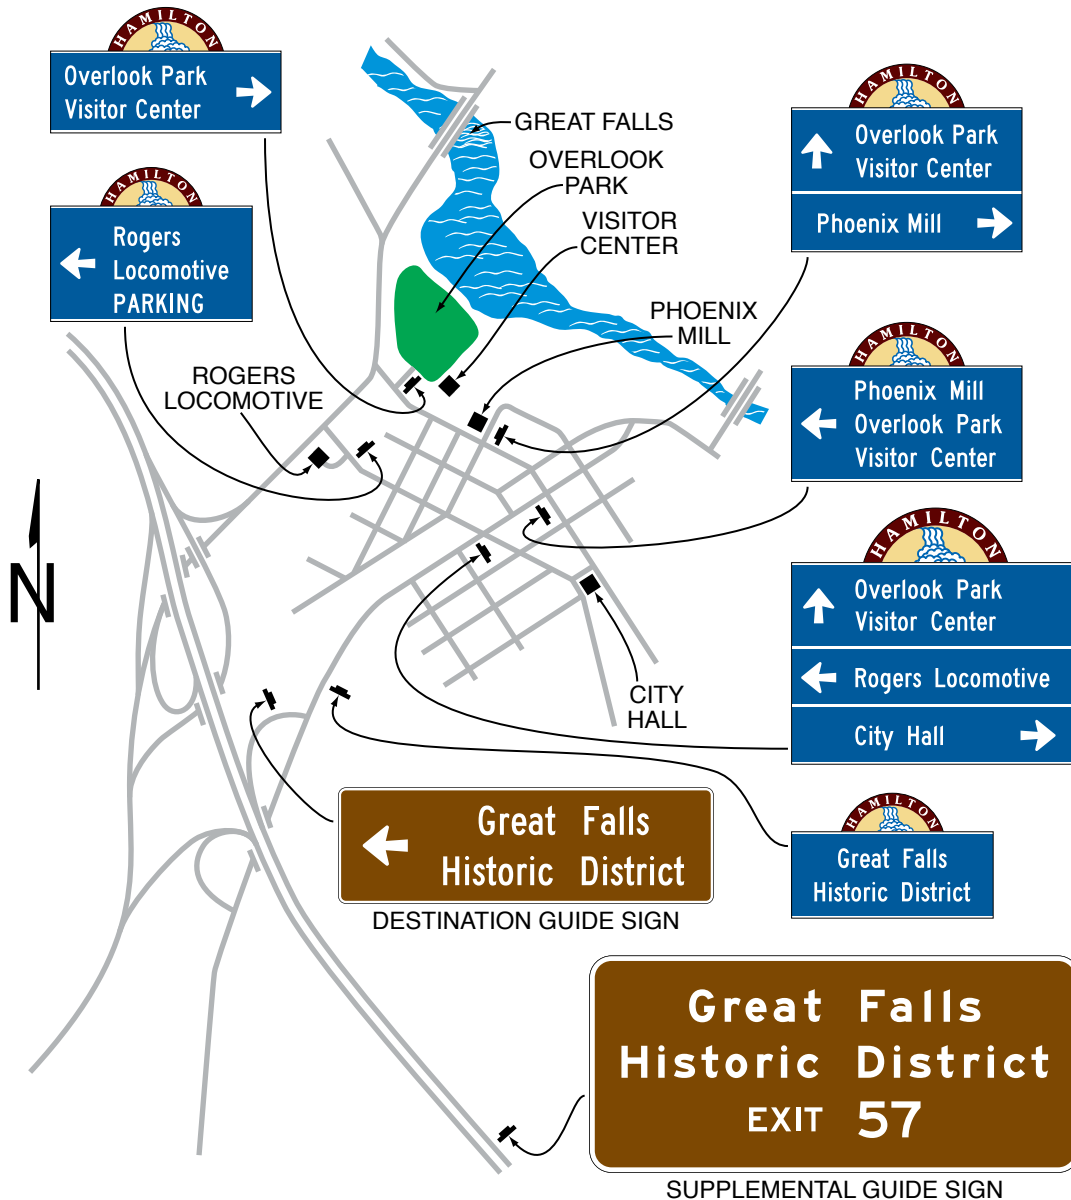 HAMILTON
Overlook Park
Visitor Center
HAMILTON
Rogers
Locomotive
PARKING
GREAT FALLS
OVERLOOK
PARK
VISITOR
CENTER
PHOENIX
MILL
ROGERS
LOCOMOTIVE
CITY
HALL
N
HAMILTON
Overlook Park
Visitor Center
Phoenix Mill
HAMILTON
Phoenix Mill
Overlook Park
Visitor Center
HAMILTON
Overlook Park
Visitor Center
Rogers Locomotive
City Hall
HAMILTON
Great Falls
Historic District
Great Falls
Historic District
DESTINATION GUIDE SIGN
Great Falls
Historic District
EXIT 57
SUPPLEMENTAL GUIDE SIGN